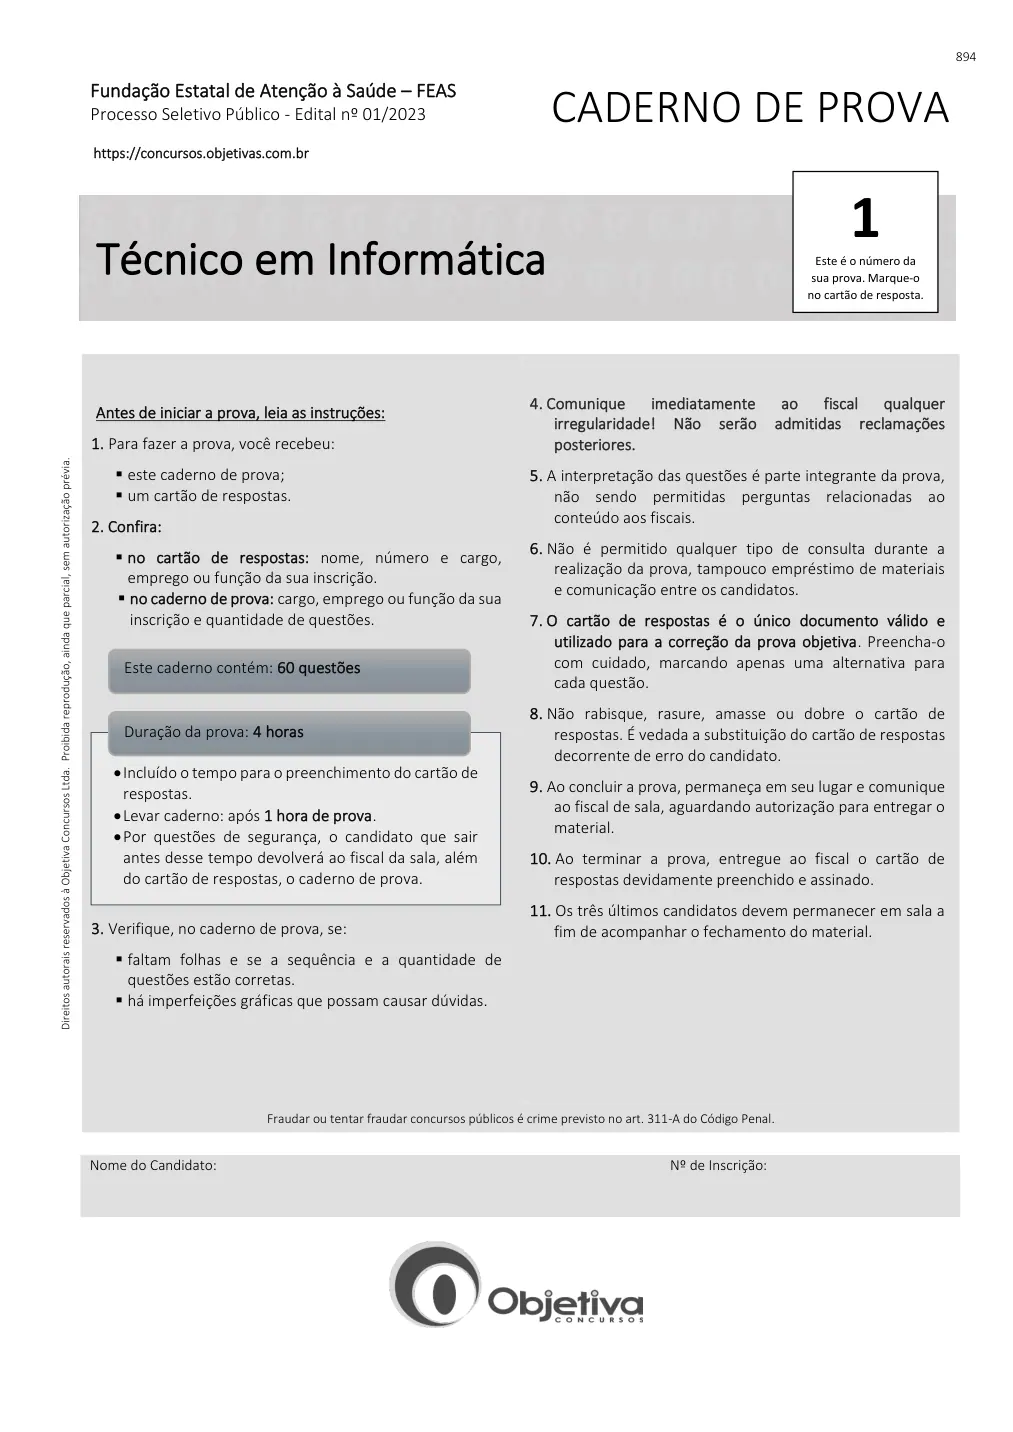 894
Fundação Estatal de Atenção à Saúde – FEAS
Processo Seletivo Público - Edital nº 01/2023
CADERNO DE PROVA
https://concursos.objetivas.com.br
Técnico em Informática
1
Este é o número da
sua prova. Marque-o
no cartão de resposta.
Antes de iniciar a prova, leia as instruções:
1. Para fazer a prova, você recebeu:
▪ este caderno de prova;
▪ um cartão de respostas.
2. Confira:
▪ no cartão de respostas: nome, número e cargo,
emprego ou função da sua inscrição.
▪ no caderno de prova: cargo, emprego ou função da sua
inscrição e quantidade de questões.
Este caderno contém: 60 questões
Duração da prova: 4 horas
• Incluído o tempo para o preenchimento do cartão de
respostas.
• Levar caderno: após 1 hora de prova.
• Por questões de segurança, o candidato que sair
antes desse tempo devolverá ao fiscal da sala, além
do cartão de respostas, o caderno de prova.
3. Verifique, no caderno de prova, se:
▪ faltam folhas e se a sequência e a quantidade de
questões estão corretas.
▪ há imperfeições gráficas que possam causar dúvidas.
4. Comunique imediatamente ao fiscal qualquer
irregularidade! Não serão admitidas reclamações
posteriores.
5. A interpretação das questões é parte integrante da prova,
não sendo permitidas perguntas relacionadas ao
conteúdo aos fiscais.
6. Não é permitido qualquer tipo de consulta durante a
realização da prova, tampouco empréstimo de materiais
e comunicação entre os candidatos.
7. O cartão de respostas é o único documento válido e
utilizado para a correção da prova objetiva. Preencha-o
com cuidado, marcando apenas uma alternativa para
cada questão.
8. Não rabisque, rasure, amasse ou dobre o cartão de
respostas. É vedada a substituição do cartão de respostas
decorrente de erro do candidato.
9. Ao concluir a prova, permaneça em seu lugar e comunique
ao fiscal de sala, aguardando autorização para entregar o
material.
10. Ao terminar a prova, entregue ao fiscal o cartão de
respostas devidamente preenchido e assinado.
11. Os três últimos candidatos devem permanecer em sala a
fim de acompanhar o fechamento do material.
Direitos autorais reservados à Objetiva Concursos Ltda. Proibida reprodução, ainda que parcial, sem autorização prévia.
Fraudar ou tentar fraudar concursos públicos é crime previsto no art. 311-A do Código Penal.
Nome do Candidato:
Nº de Inscrição:
Objetiva
CONCURSOS